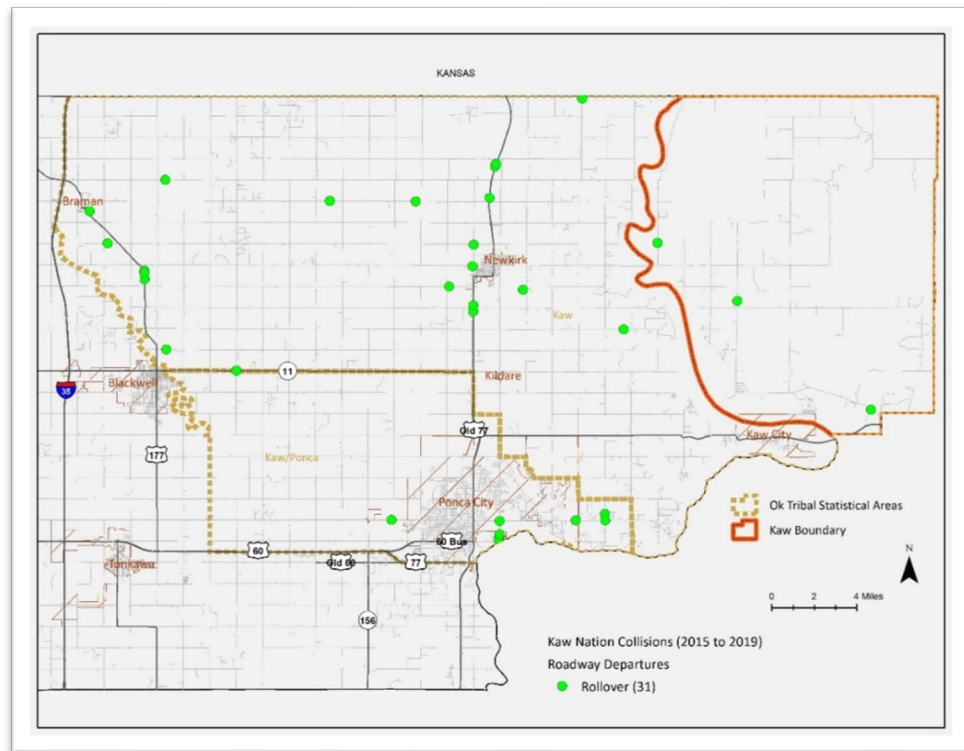 KANSAS
Braman
Newkirk
Kaw
11
Kildare
Blackwell
35
Old 77
Kaw City
177
Kaw/Ponca
Ponca City
Ok Tribal Statistical Areas
Kaw Boundary
60 Bus
60
Old 60
77
Tonkawa
N
0 2 4 Miles
156
Kaw Nation Collisions (2015 to 2019)
Roadway Departures
Rollover (31)